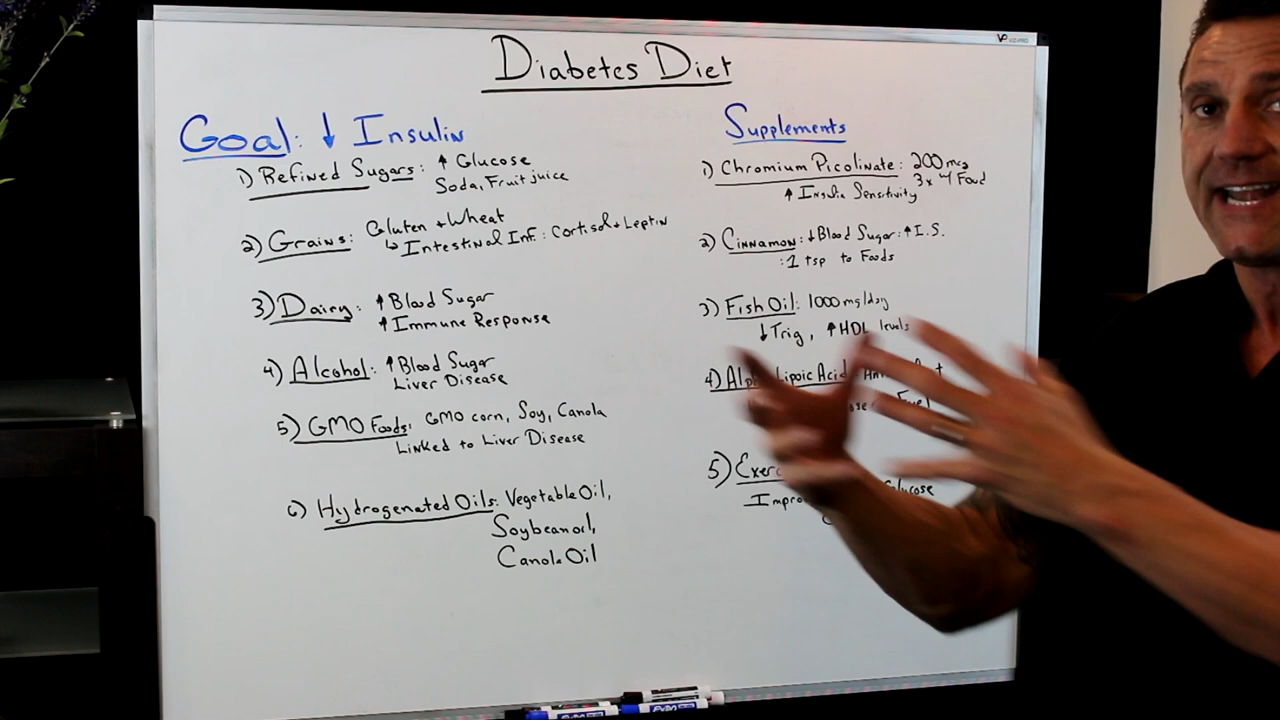 Diabetes Diet
Goal: ↓ Insulin
1) Refined Sugars: ↑ Glucose
Soda, Fruit juice
2) Grains: Gluten + Wheat
↳ Intestinal Inf.: Cortisol + Leptin
3) Dairy: ↑ Blood Sugar
↑ Immune Response
4) Alcohol: ↑ Blood Sugar
Liver Disease
5) GMO Foods: GMO corn, Soy, Canola
Linked to Liver Disease
6) Hydrogenated Oils: Vegetable Oil,
Soybean oil,
Canola Oil
Supplements
1) Chromium Picolinate: 200 mcg
3x
↑ Insulin Sensitivity
2) Cinnamon: ↓ Blood Sugar: ↑ I.S.
: 1 tsp to Foods
3) Fish Oil: 1000 mg/day
↓ Trig, ↑ HDL levels
4) Lipoic Acid
Fuel
5)